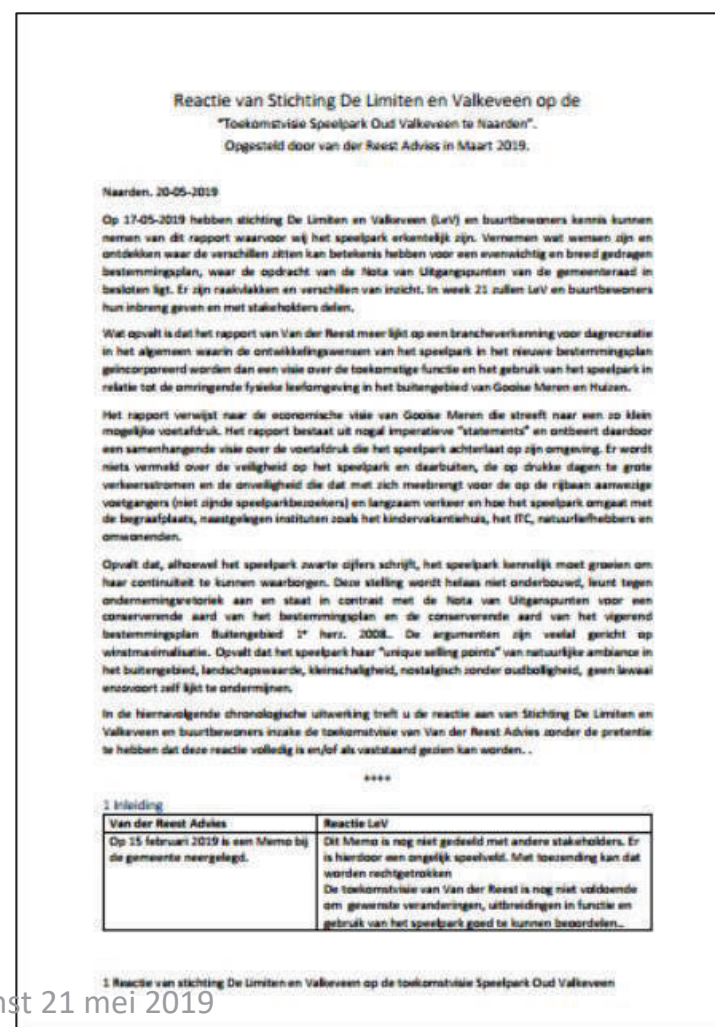 Reactie van Stichting De Limiten en Valkeveen op de
"Toekomstvisie Speelpark Oud Valkeveen te Naarden".
Opgesteld door van der Reest Advies in Maart 2019.
Naarden. 20-05-2019
Op 17-05-2019 hebben stichting De Limiten en Valkeveen (LeV) en buurtbewoners kennis kunnen
nemen van dit rapport waarvoor wij het speelpark erkentelijk zijn. Vernemen wat wensen zijn en
ontdekken waar de verschillen zitten kan betekenis hebben voor een evenwichtig en breed gedragen
bestemmingsplan, waar de opdracht van de Nota van Uitgangspunten van de gemeenteraad in
besloten ligt. Er zijn raakvlakken en verschillen van inzicht. In week 21 zullen LeV en buurtbewoners
hun inbreng geven en met stakeholders delen.
Wat opvalt is dat het rapport van Van der Reest meer lijkt op een brancheverkenning voor dagrecreatie
in het algemeen waarin de ontwikkelingswensen van het speelpark in het nieuwe bestemmingsplan
geïncorporeerd worden dan een visie over de toekomstige functie en het gebruik van het speelpark in
relatie tot de omringende fysieke leefomgeving in het buitengebied van Gooise Meren en Huizen.
Het rapport verwijst naar de economische visie van Gooise Meren die streeft naar een zo klein
mogelijke voetafdruk. Het rapport bestaat uit nogal imperatieve "statements" en ontbeert daardoor
een samenhangende visie over de voetafdruk die het speelpark achterlaat op zijn omgeving. Er wordt
niets vermeld over de veiligheid op het speelpark en daarbuiten, de op drukke dagen te grote
verkeersstromen en de onveiligheid die dat met zich meebrengt voor de op de rijbaan aanwezige
voetgangers (niet zijnde speelparkbezoekers) en langzaam verkeer en hoe het speelpark omgaat met
de begraafplaats, naastgelegen instituten zoals het kindervakantiehuis, het ITC, natuurliefhebbers en
omwonenden.
Opvalt dat, alhoewel het speelpark zwarte cijfers schrijft, het speelpark kennelijk moet groeien om
haar continuïteit te kunnen waarborgen. Deze stelling wordt helaas niet onderbouwd, leunt tegen
ondernemingsretoriek aan en staat in contrast met de Nota van Uitganspunten voor een
conserverende aard van het bestemmingsplan en de conserverende aard van het vigerend
bestemmingsplan Buitengebied 1e herz. 2008.. De argumenten zijn veelal gericht op
winstmaximalisatie. Opvalt dat het speelpark haar "unique selling points" van natuurlijke ambiance in
het buitengebied, landschapswaarde, kleinschaligheid, nostalgisch zonder oudbolligheid, geen lawaai
enzovoort zelf lijkt te ondermijnen.
In de hiernavolgende chronologische uitwerking treft u de reactie aan van Stichting De Limiten en
Valkeveen en buurtbewoners inzake de toekomstvisie van Van der Reest Advies zonder de pretentie
te hebben dat deze reactie volledig is en/of als vaststaand gezien kan worden. .
****
1 Inleiding
Van der Reest Advies
Reactie LeV
Op 15 februari 2019 is een Memo bij
de gemeente neergelegd.
Dit Memo is nog niet gedeeld met andere stakeholders. Er
is hierdoor een ongelijk speelveld. Met toezending kan dat
worden rechtgetrokken
De toekomstvisie van Van der Reest is nog niet voldoende
om gewenste veranderingen, uitbreidingen in functie en
gebruik van het speelpark goed te kunnen beoordelen..
1 Reactie van stichting De Limiten en Valkeveen op de toekomstvisie Speelpark Oud Valkeveen
21 mei 2019